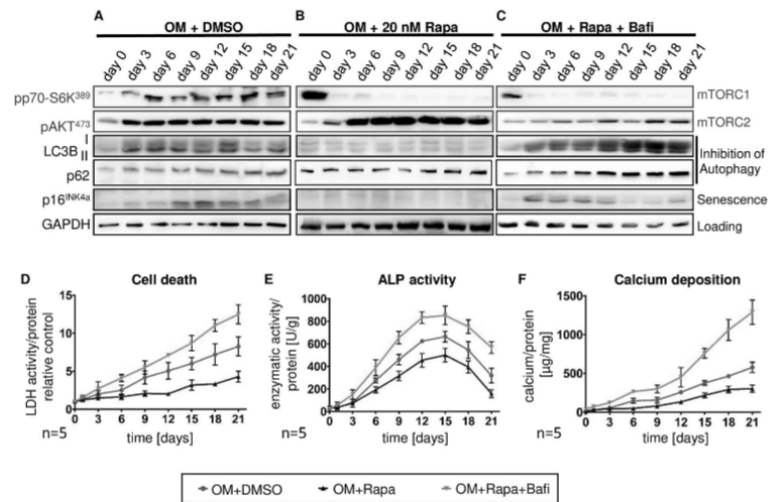 A
OM + DMSO
B
OM + 20 nM Rapa
C
OM + Rapa + Bafi
day 0 day 3 day 6 day 9 day 12 day 15 day 18 day 21
day 0 day 3 day 6 day 9 day 12 day 15 day 18 day 21
day 0 day 3 day 6 day 9 day 12 day 15 day 18 day 21
pp70-S6K389
mTORC1
pAKT473
mTORC2
LC3B I II
Inhibition of
Autophagy
p62
p16INK4a
Senescence
GAPDH
Loading
D Cell death
LDH activity/protein
relative control
15
10
5
0
0 3 6 9 12 15 18 21
n=5
time [days]
E ALP activity
enzymatic activity/
protein [U/g]
1000
800
600
400
200
0
0 3 6 9 12 15 18 21
time [days]
F Calcium deposition
calcium/protein
[µg/mg]
1500
1000
500
0
0 3 6 9 12 15 18 21
n=5
time [days]
OM+DMSO OM+Rapa OM+Rapa+Bafi